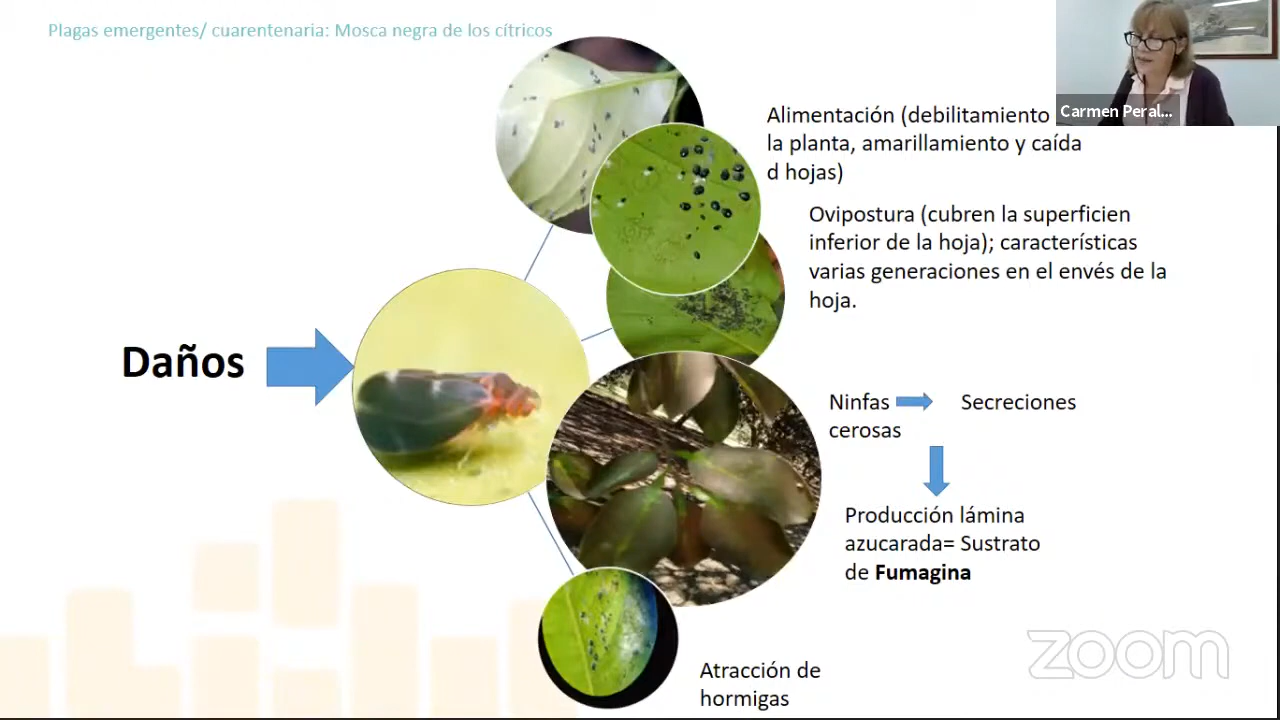 Plagas emergentes/ cuarentenaria: Mosca negra de los cítricos
Carmen Peral...
Alimentación (debilitamiento
la planta, amarillamiento y caída
d hojas)
Ovipostura (cubren la superficien
inferior de la hoja); características
varias generaciones en el envés de la
hoja.
Daños
Ninfas Secreciones
cerosas
Producción lámina
azucarada= Sustrato
de Fumagina
zoom
Atracción de
hormigas